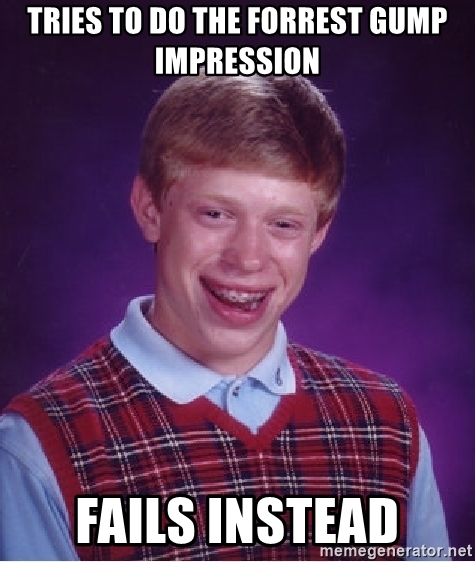 TRIES TO DO THE FORREST GUMP
IMPRESSION
FAILS INSTEAD
memegenerator.net